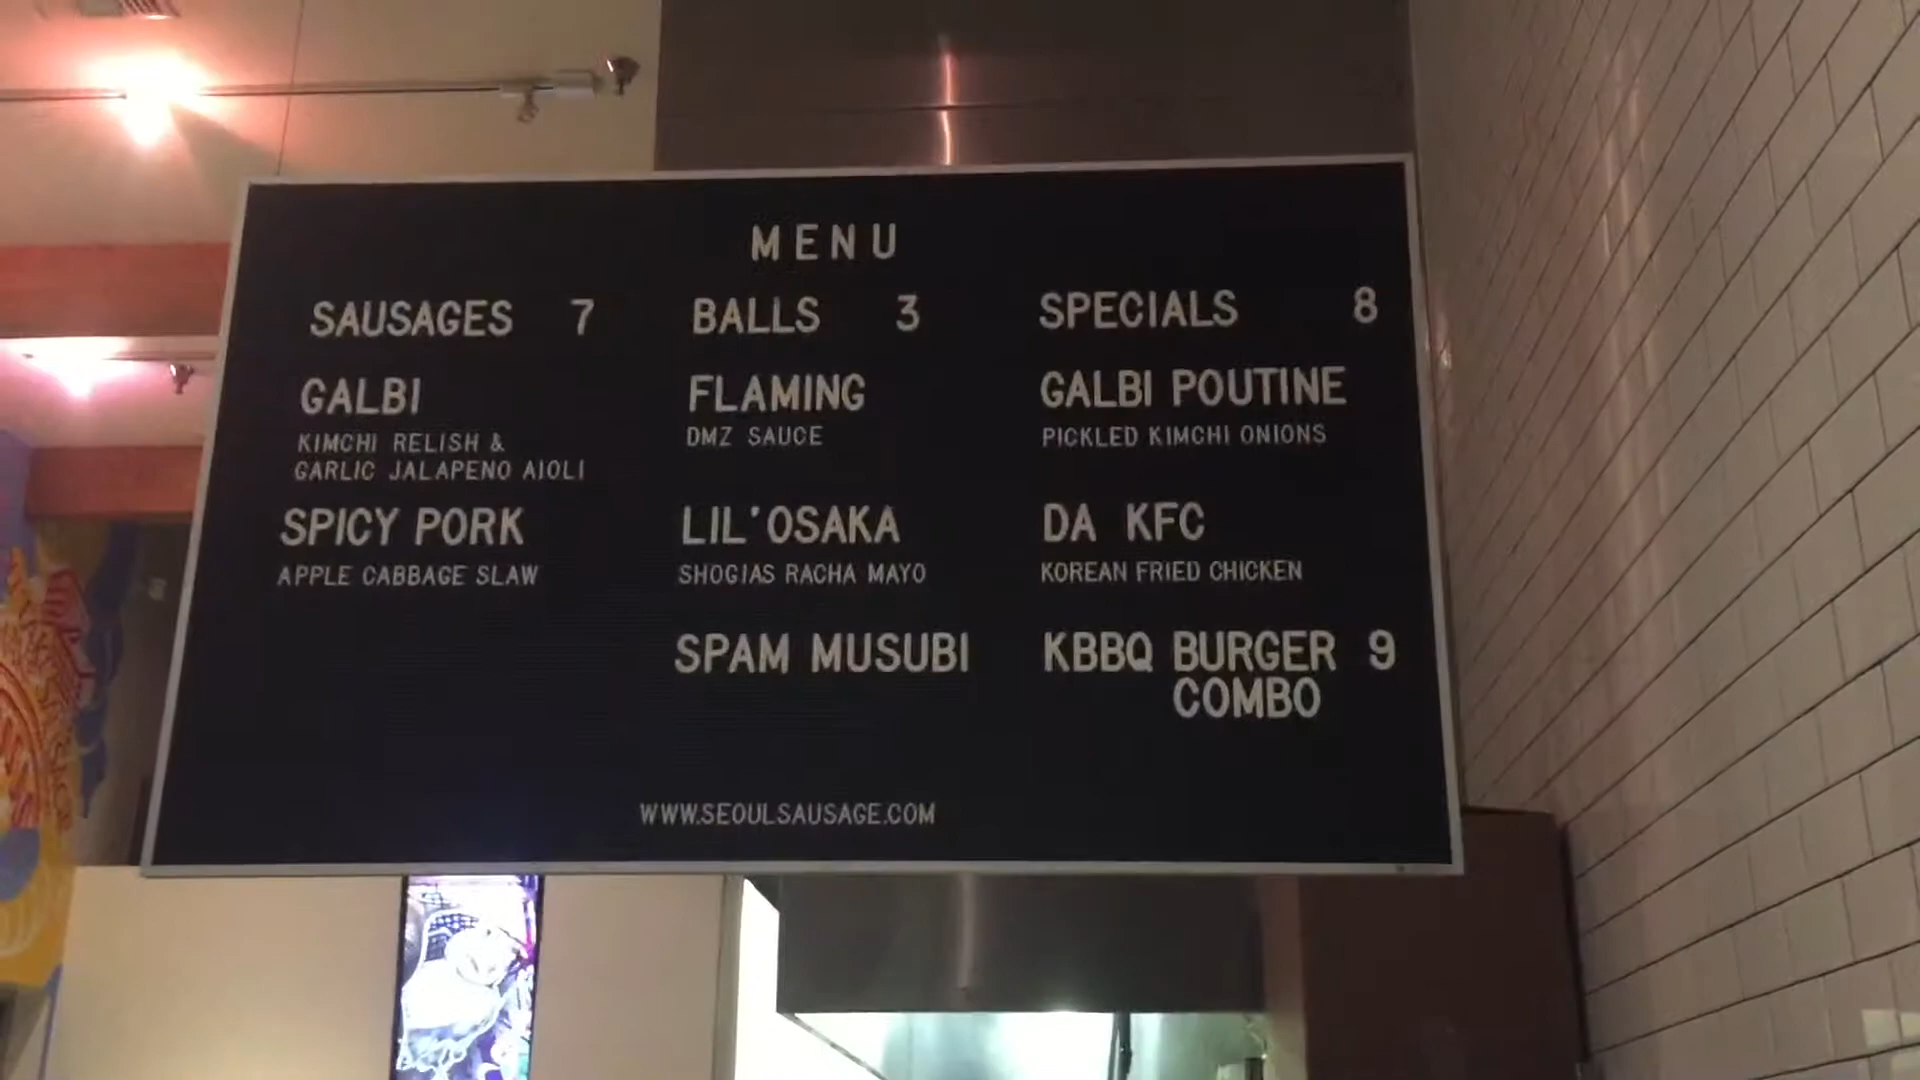 MENU
SAUSAGES 7
GALBI
KIMCHI RELISH &
GARLIC JALAPENO AIOLI
SPICY PORK
APPLE CABBAGE SLAW
BALLS 3
FLAMING
DMZ SAUCE
LIL'OSAKA
SHOGIAS RACHA MAYO
SPAM MUSUBI
SPECIALS 8
GALBI POUTINE
PICKLED KIMCHI ONIONS
DA KFC
KOREAN FRIED CHICKEN
KBBQ BURGER 9
COMBO
WWW.SEOULSAUSAGE.COM